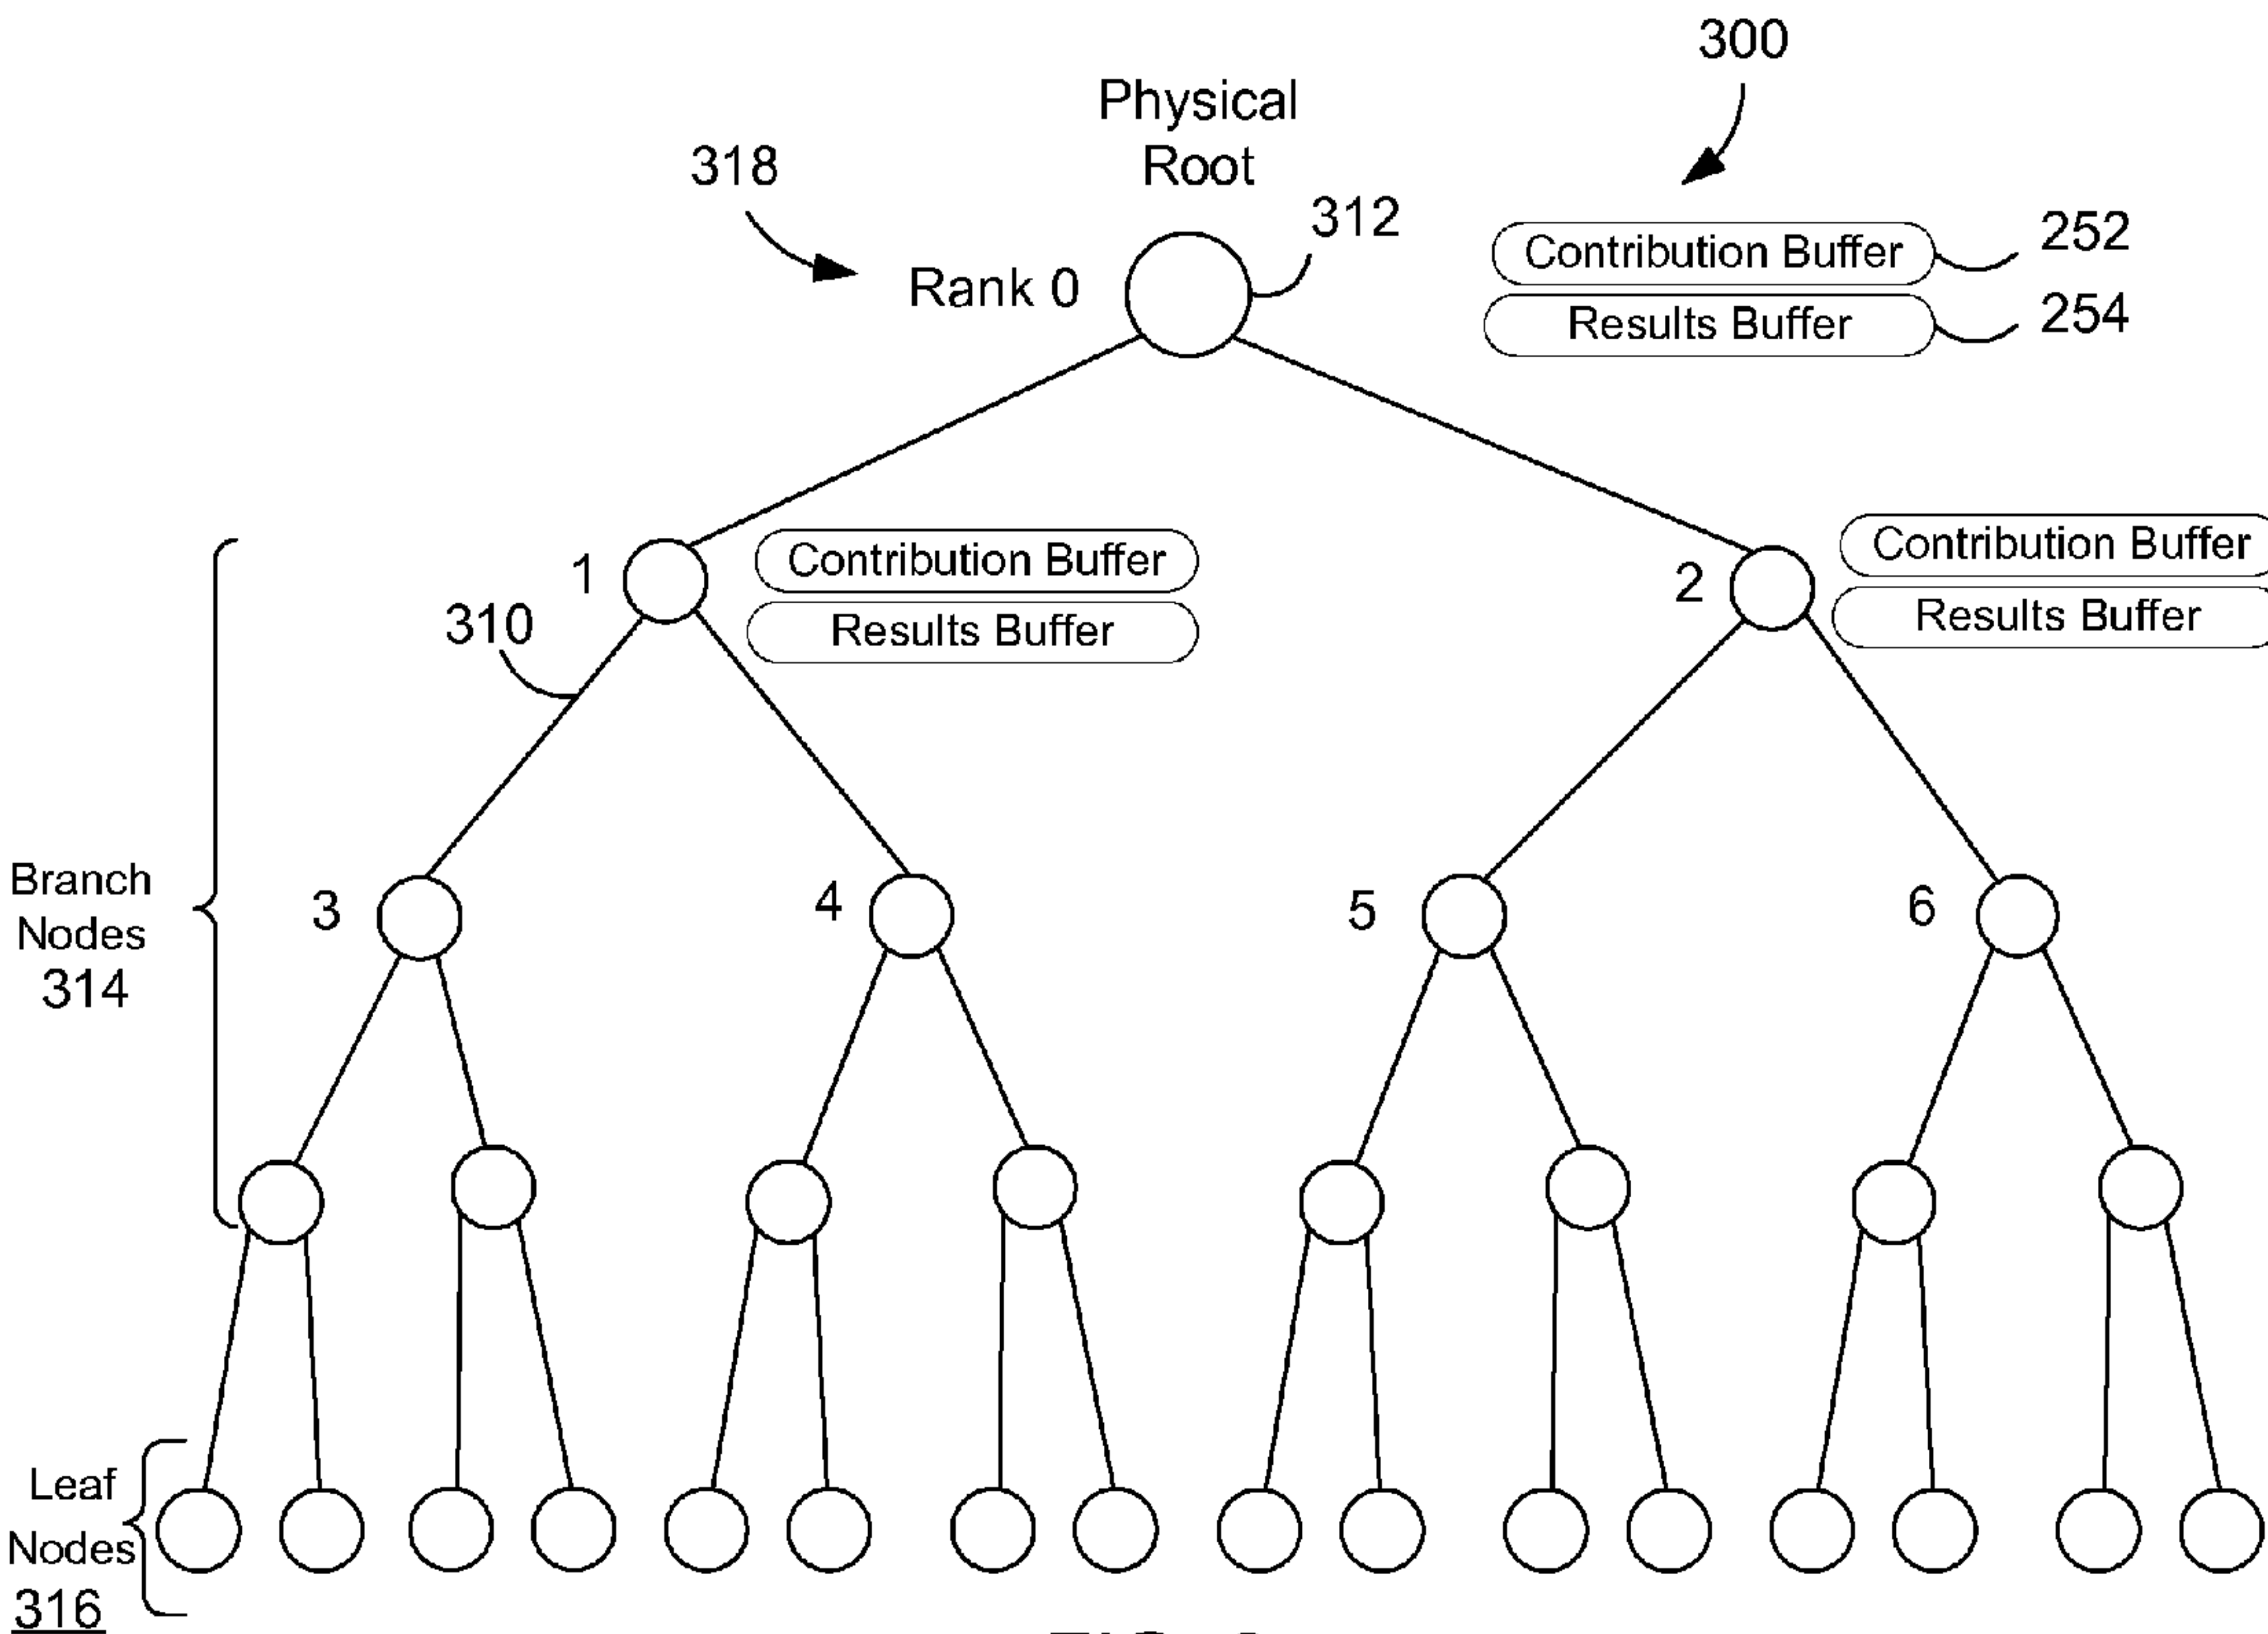 300
Physical
Root
318
312
Rank 0
Contribution Buffer
252
Results Buffer
254
1
Contribution Buffer
Results Buffer
2
Contribution Buffer
Results Buffer
310
Branch
Nodes
314
3
4
5
6
Leaf
Nodes
316